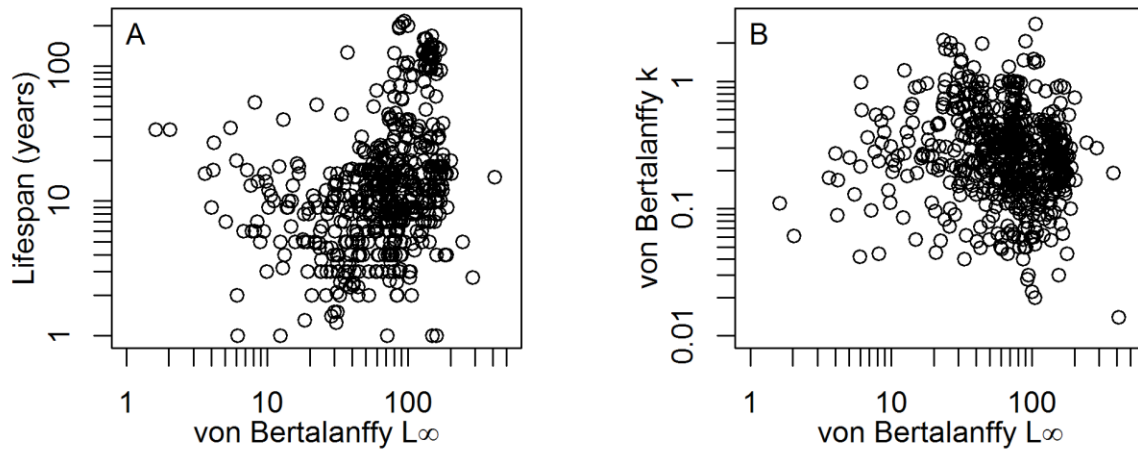 A
Lifespan (years)
100
10
1
1 10 100
von Bertalanffy L∞
B
von Bertalanffy k
1
0.1
0.01
1 10 100
von Bertalanffy L∞